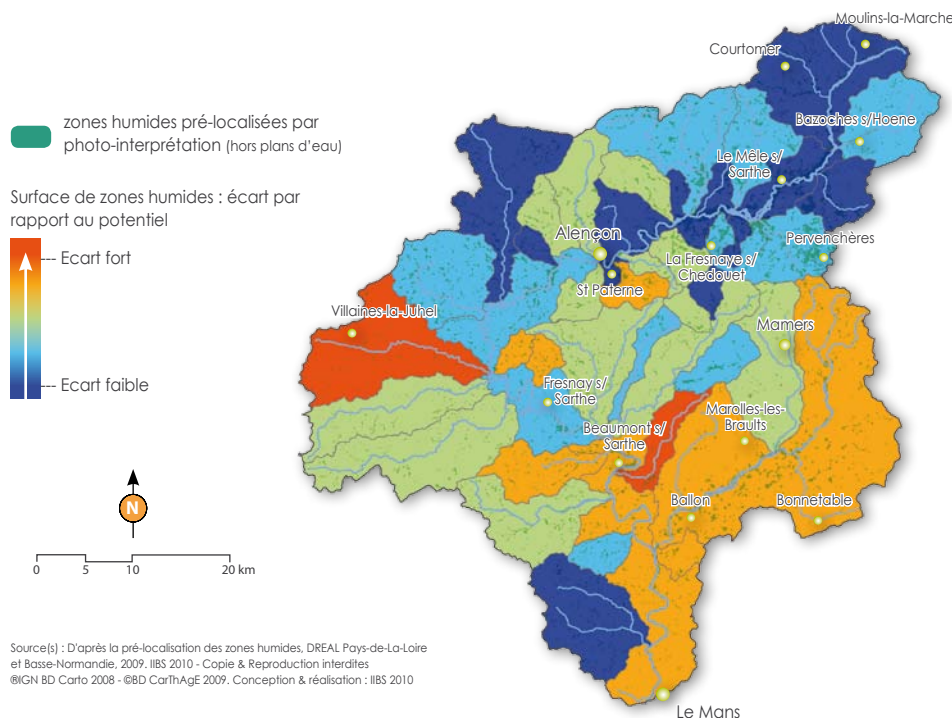 Moulins-la-Marche
Courtomer
zones humides pré-localisées par
photo-interprétation (hors plans d'eau)
Bazoches s/Hoene
Le Mêle s/
Sarthe
Surface de zones humides : écart par
rapport au potentiel
Alençon
Pervenchères
--- Ecart fort
La Fresnaye s/
Chedouet
St Paterne
Villaines-la-Juhel
Mamers
--- Ecart faible
Fresnay s/
Sarthe
Marolles-les-
Braults
Beaumont s/
Sarthe
N
Ballon
Bonnetable
0 5 10 20 km
Source(s) : D'après la pré-localisation des zones humides, DREAL Pays-de-La-Loire
et Basse-Normandie, 2009. IIBS 2010 - Copie & Reproduction interdites
®IGN BD Carto 2008 - ©BD CarThAgE 2009. Conception & réalisation : IIBS 2010
Le Mans